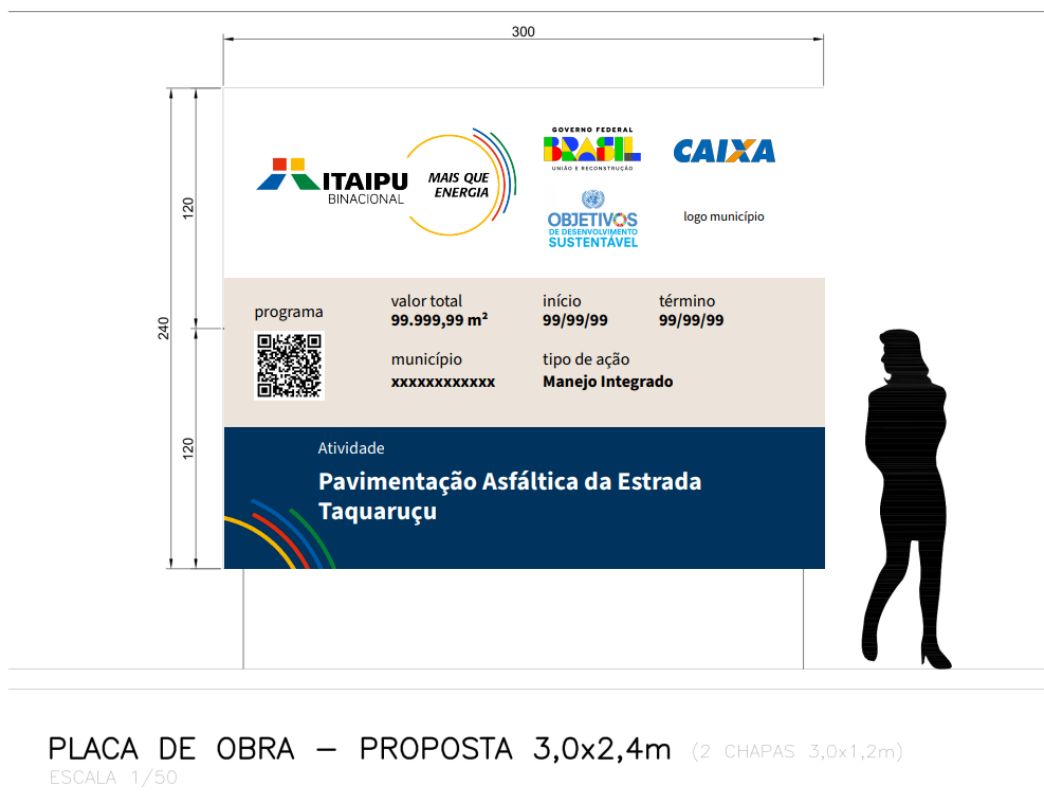 300
120
240
120
ITAIPU
BINACIONAL
MAIS QUE
ENERGIA
GOVERNO FEDERAL
BRASIL
UNIÃO E RECONSTRUÇÃO
CAIXA
OBJETIVOS
DE DESENVOLVIMENTO
SUSTENTÁVEL
logo município
programa
valor total
99.999,99 m²
início
99/99/99
término
99/99/99
município
xxxxxxxxxxxx
tipo de ação
Manejo Integrado
Atividade
Pavimentação Asfáltica da Estrada
Taquaruçu
PLACA DE OBRA – PROPOSTA 3,0x2,4m (2 CHAPAS 3,0x1,2m)
ESCALA 1/50